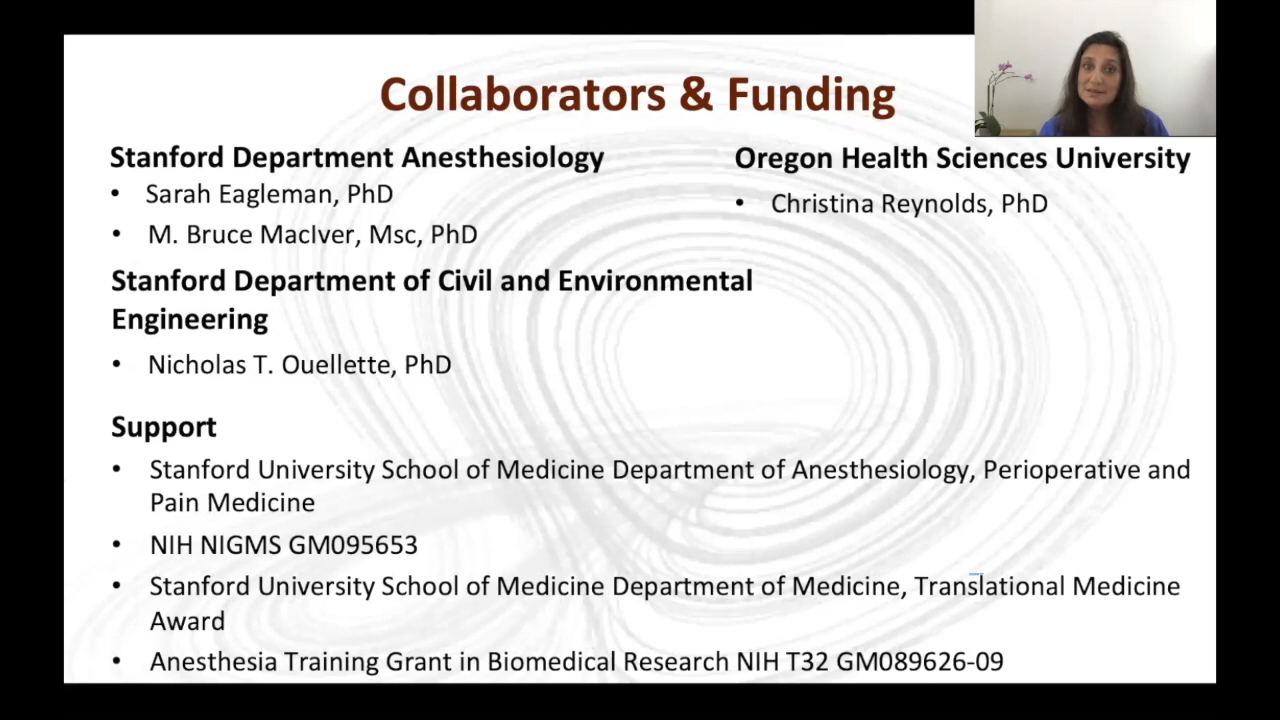 Collaborators & Funding
Stanford Department Anesthesiology
• Sarah Eagleman, PhD
• M. Bruce MacIver, Msc, PhD
Stanford Department of Civil and Environmental
Engineering
• Nicholas T. Ouellette, PhD
Oregon Health Sciences University
• Christina Reynolds, PhD
Support
• Stanford University School of Medicine Department of Anesthesiology, Perioperative and
Pain Medicine
• NIH NIGMS GM095653
• Stanford University School of Medicine Department of Medicine, Translational Medicine
Award
• Anesthesia Training Grant in Biomedical Research NIH T32 GM089626-09